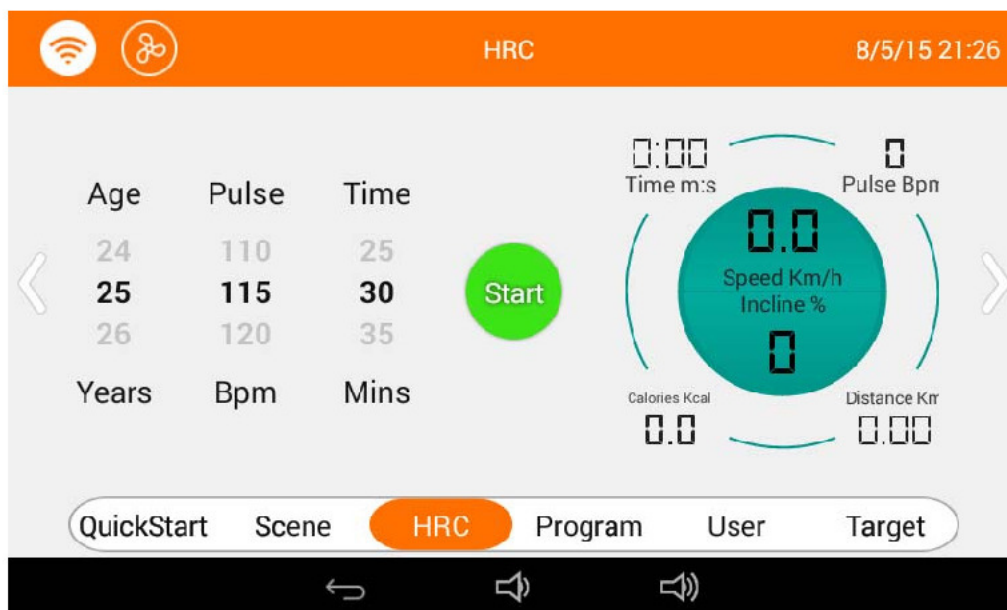 HRC
8/5/15 21:26
Age Pulse Time
24 110 25
25 115 30
26 120 35
Years Bpm Mins
Start
0:00
Time m:s
0
Pulse Bpm
0.0
Speed Km/h
Incline %
0
Calories Kcal
0.0
Distance Km
0.00
QuickStart Scene HRC Program User Target